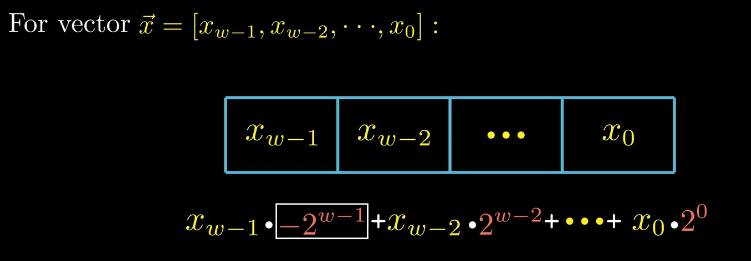 For vector $\vec{x} = [x_{w-1}, x_{w-2}, \cdots, x_0]:$
$x_{w-1}$ $x_{w-2}$ $\cdots$ $x_0$
$x_{w-1} \cdot -2^{w-1} + x_{w-2} \cdot 2^{w-2} + \cdots + x_0 \cdot 2^0$